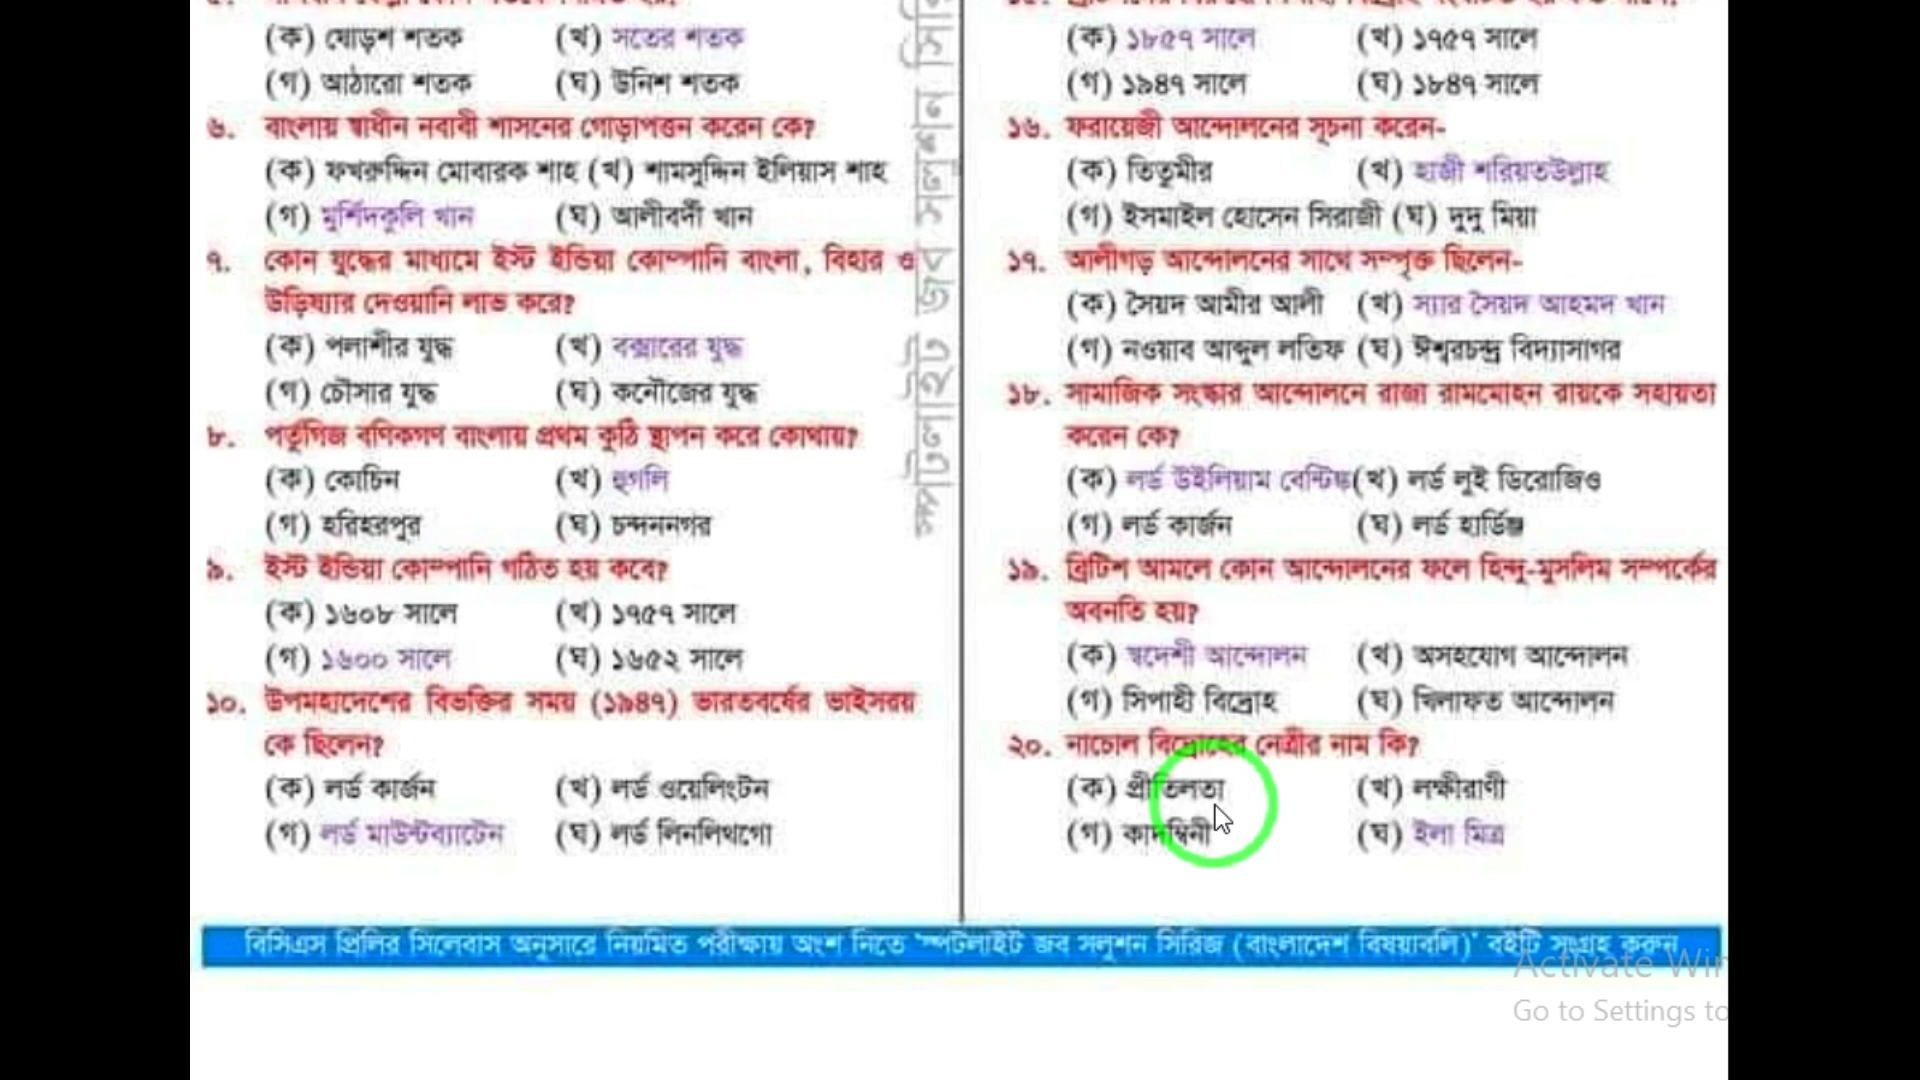 (ক) ষোড়শ শতক (খ) সতের শতক
(গ) আঠারো শতক (ঘ) উনিশ শতক
৬. বাংলায় স্বাধীন নবাবী শাসনের গোড়াপত্তন করেন কে?
(ক) ফখরুদ্দিন মোবারক শাহ (খ) শামসুদ্দিন ইলিয়াস শাহ
(গ) মুর্শিদকুলি খান (ঘ) আলীবর্দী খান
৭. কোন যুদ্ধের মাধ্যমে ইস্ট ইন্ডিয়া কোম্পানি বাংলা, বিহার ও
উড়িষ্যার দেওয়ানি লাভ করে?
(ক) পলাশীর যুদ্ধ (খ) বক্সারের যুদ্ধ
(গ) চৌসার যুদ্ধ (ঘ) কনৌজের যুদ্ধ
৮. পর্তুগিজ বণিকগণ বাংলায় প্রথম কুঠি স্থাপন করে কোথায়?
(ক) কোচিন (খ) হুগলি
(গ) হরিহরপুর (ঘ) চন্দননগর
৯. ইস্ট ইন্ডিয়া কোম্পানি গঠিত হয় কবে?
(ক) ১৬০৮ সালে (খ) ১৭৫৭ সালে
(গ) ১৬০০ সালে (ঘ) ১৬৫২ সালে
১০. উপমহাদেশের বিভক্তির সময় (১৯৪৭) ভারতবর্ষের ভাইসরয়
কে ছিলেন?
(ক) লর্ড কার্জন (খ) লর্ড ওয়েলিংটন
(গ) লর্ড মাউন্টব্যাটেন (ঘ) লর্ড লিনলিথগো
স্পটলাইট জব সলুশন সিরি
(ক) ১৮৫৭ সালে (খ) ১৭৫৭ সালে
(গ) ১৯৪৭ সালে (ঘ) ১৮৪৭ সালে
১৬. ফরায়েজী আন্দোলনের সূচনা করেন-
(ক) তিতুমীর (খ) হাজী শরিয়তউল্লাহ
(গ) ইসমাইল হোসেন সিরাজী (ঘ) দুদু মিয়া
১৭. আলীগড় আন্দোলনের সাথে সম্পৃক্ত ছিলেন-
(ক) সৈয়দ আমীর আলী (খ) স্যার সৈয়দ আহমদ খান
(গ) নওয়াব আব্দুল লতিফ (ঘ) ঈশ্বরচন্দ্র বিদ্যাসাগর
১৮. সামাজিক সংস্কার আন্দোলনে রাজা রামমোহন রায়কে সহায়তা
করেন কে?
(ক) লর্ড উইলিয়াম বেন্টিঙ্ক (খ) লর্ড লুই ডিরোজিও
(গ) লর্ড কার্জন (ঘ) লর্ড হার্ডিঞ্জ
১৯. ব্রিটিশ আমলে কোন আন্দোলনের ফলে হিন্দু-মুসলিম সম্পর্কের
অবনতি হয়?
(ক) স্বদেশী আন্দোলন (খ) অসহযোগ আন্দোলন
(গ) সিপাহী বিদ্রোহ (ঘ) খিলাফত আন্দোলন
২০. নাচোল বিদ্রোহের নেত্রীর নাম কি?
(ক) প্রীতিলতা (খ) লক্ষীরাণী
(গ) কাদম্বিনী (ঘ) ইলা মিত্র
বিসিএস প্রিলির সিলেবাস অনুসারে নিয়মিত পরীক্ষায় অংশ নিতে 'স্পটলাইট জব সলুশন সিরিজ (বাংলাদেশ বিষয়াবলি)' বইটি সংগ্রহ করুন
Activate Win
Go to Settings to